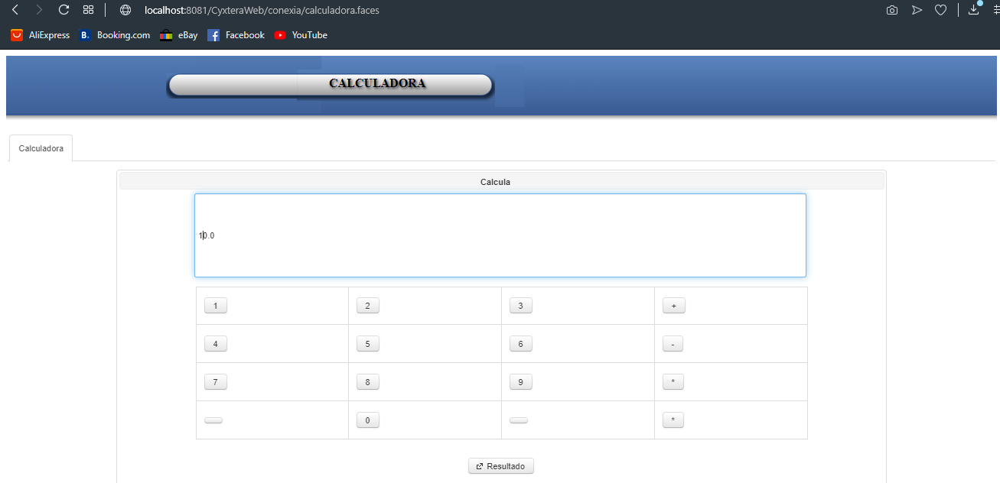 localhost:8081/CyxteraWeb/conexia/calculadora.faces
AliExpress B. Booking.com eBay Facebook YouTube
CALCULADORA
Calculadora
Calcula
10.0
1 2 3 +
4 5 6 -
7 8 9 *
0 *
Resultado